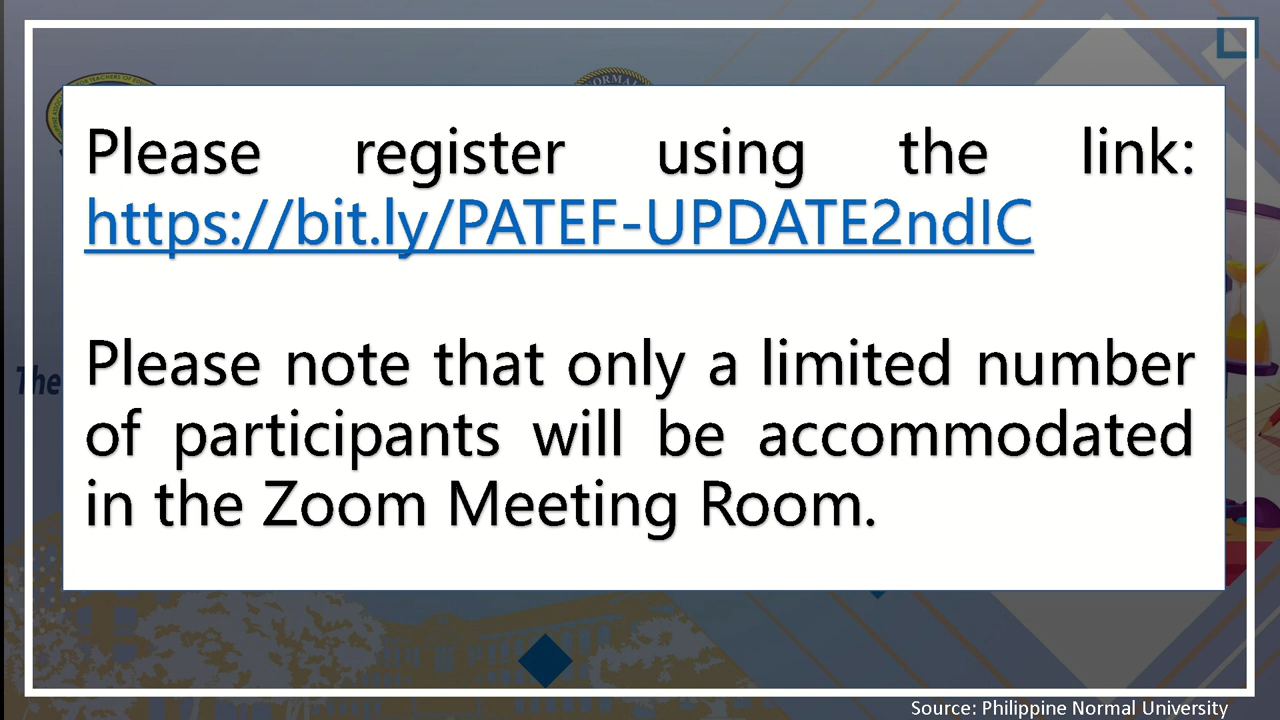 Please register using the link:
https://bit.ly/PATEF-UPDATE2ndIC
Please note that only a limited number
of participants will be accommodated
in the Zoom Meeting Room.
The
Source: Philippine Normal University